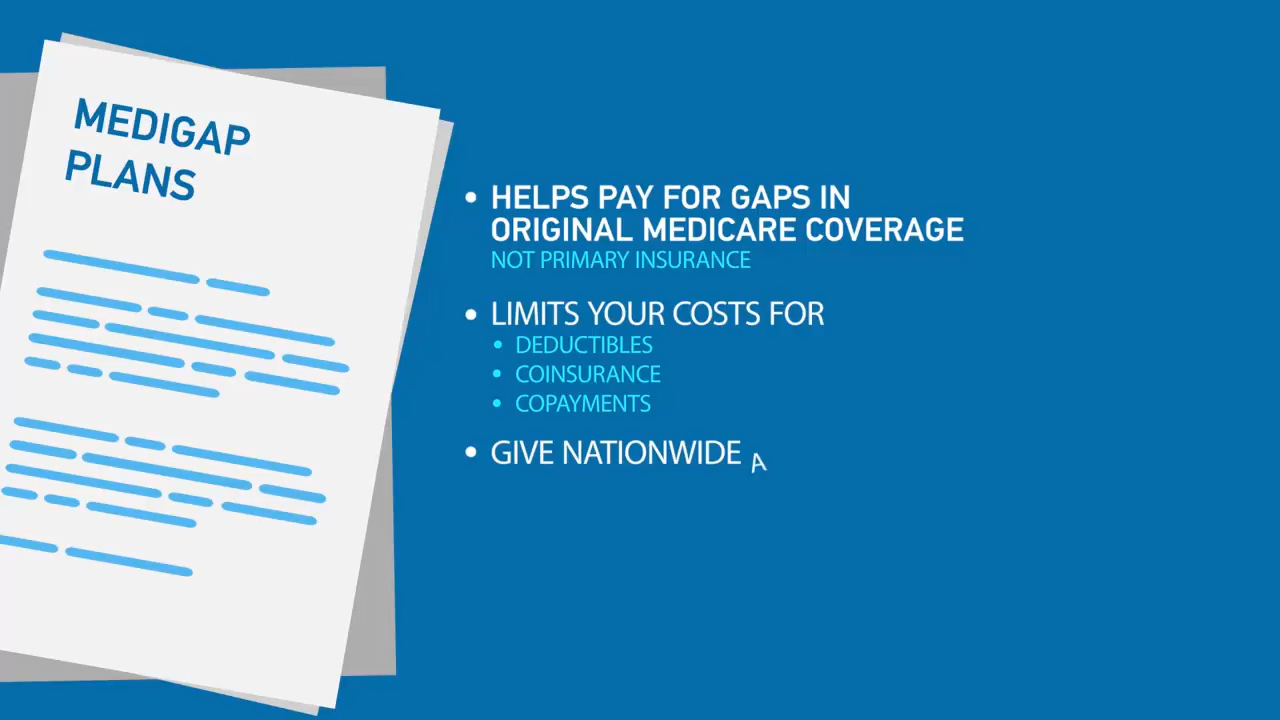 MEDIGAP
PLANS
• HELPS PAY FOR GAPS IN
ORIGINAL MEDICARE COVERAGE
NOT PRIMARY INSURANCE
• LIMITS YOUR COSTS FOR
• DEDUCTIBLES
• COINSURANCE
• COPAYMENTS
• GIVE NATIONWIDE A